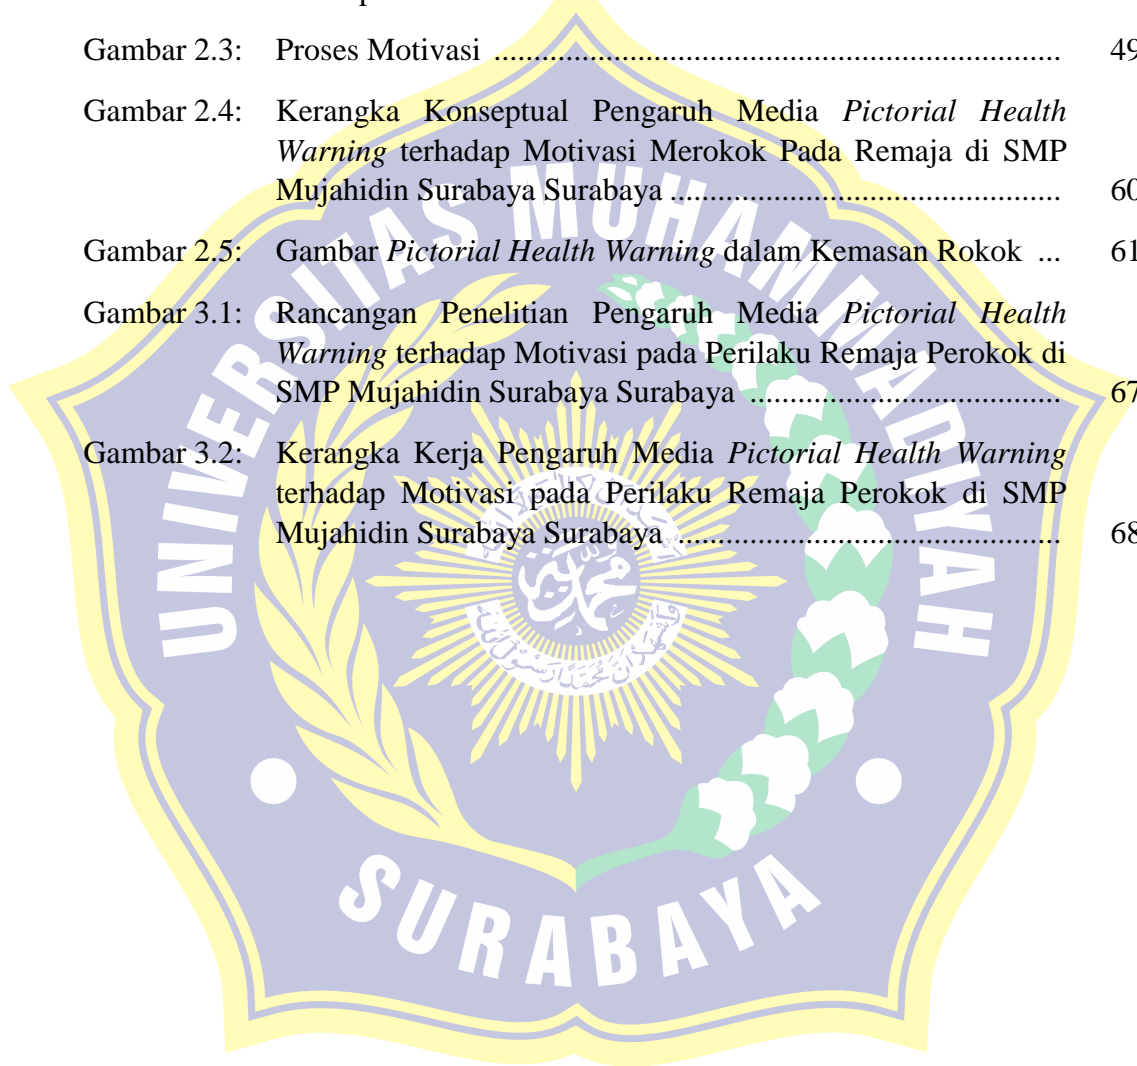 Gambar 2.3: Proses Motivasi ........................................................................ 49
Gambar 2.4: Kerangka Konseptual Pengaruh Media Pictorial Health
Warning terhadap Motivasi Merokok Pada Remaja di SMP
Mujahidin Surabaya Surabaya .................................................. 60
Gambar 2.5: Gambar Pictorial Health Warning dalam Kemasan Rokok ... 61
Gambar 3.1: Rancangan Penelitian Pengaruh Media Pictorial Health
Warning terhadap Motivasi pada Perilaku Remaja Perokok di
SMP Mujahidin Surabaya Surabaya ........................................ 67
Gambar 3.2: Kerangka Kerja Pengaruh Media Pictorial Health Warning
terhadap Motivasi pada Perilaku Remaja Perokok di SMP
Mujahidin Surabaya Surabaya .................................................. 68
UNIVERSITAS MUHAMMADIYAH
SURABAYA